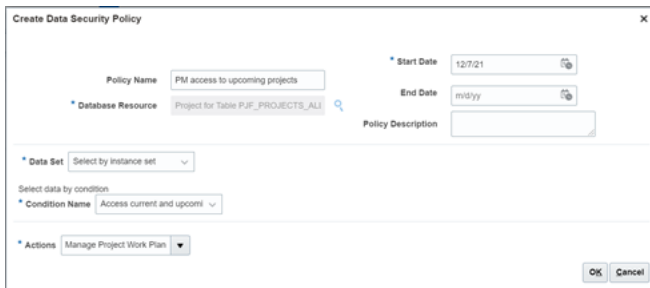 Create Data Security Policy
Policy Name PM access to upcoming projects
* Database Resource Project for Table PJF_PROJECTS_ALL
* Start Date 12/7/21
End Date m/d/yy
Policy Description
* Data Set Select by instance set
Select data by condition
* Condition Name Access current and upcomi
* Actions Manage Project Work Plan
OK Cancel